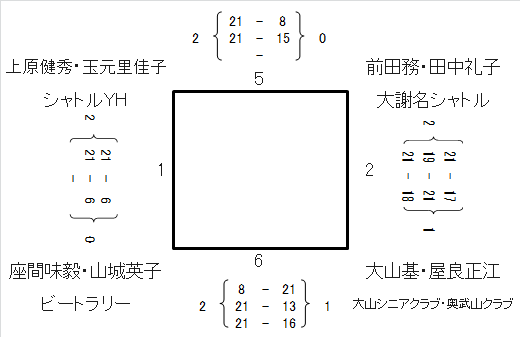 2 21 - 8 0
21 - 15
-
上原健秀・玉元里佳子 5 前田務・田中礼子
シャトルYH 大謝名シャトル
2
21 - 6
21 - 6
-
0
1
2
2
21 - 17
19 - 21
21 - 18
1
座間味毅・山城英子 6 大山基・屋良正江
ビートラリー 大山シニアクラブ・奥武山クラブ
8 - 21
2 21 - 13 1
21 - 16